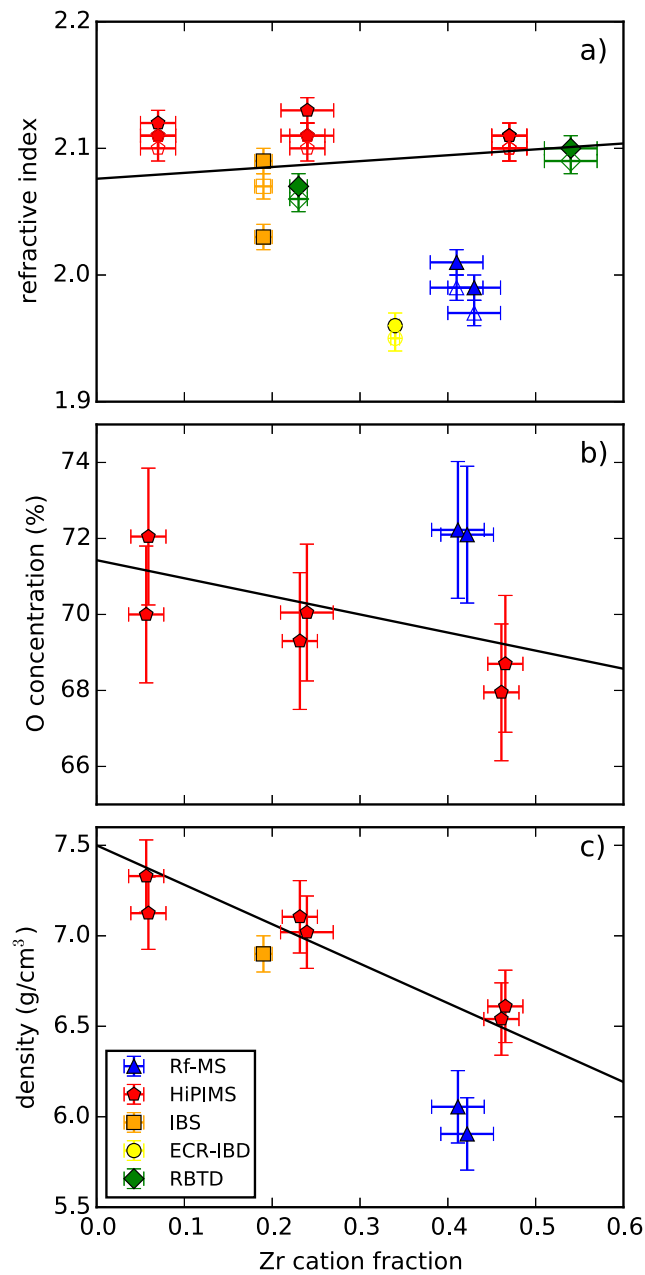 a)
2.2
2.1
2.0
1.9
refractive index
b)
74
72
70
68
66
O concentration (%)
c)
7.5
7.0
6.5
6.0
5.5
density (g/cm³)
Rf-MS
HiPIMS
IBS
ECR-IBD
RBTD
0.0 0.1 0.2 0.3 0.4 0.5 0.6
Zr cation fraction